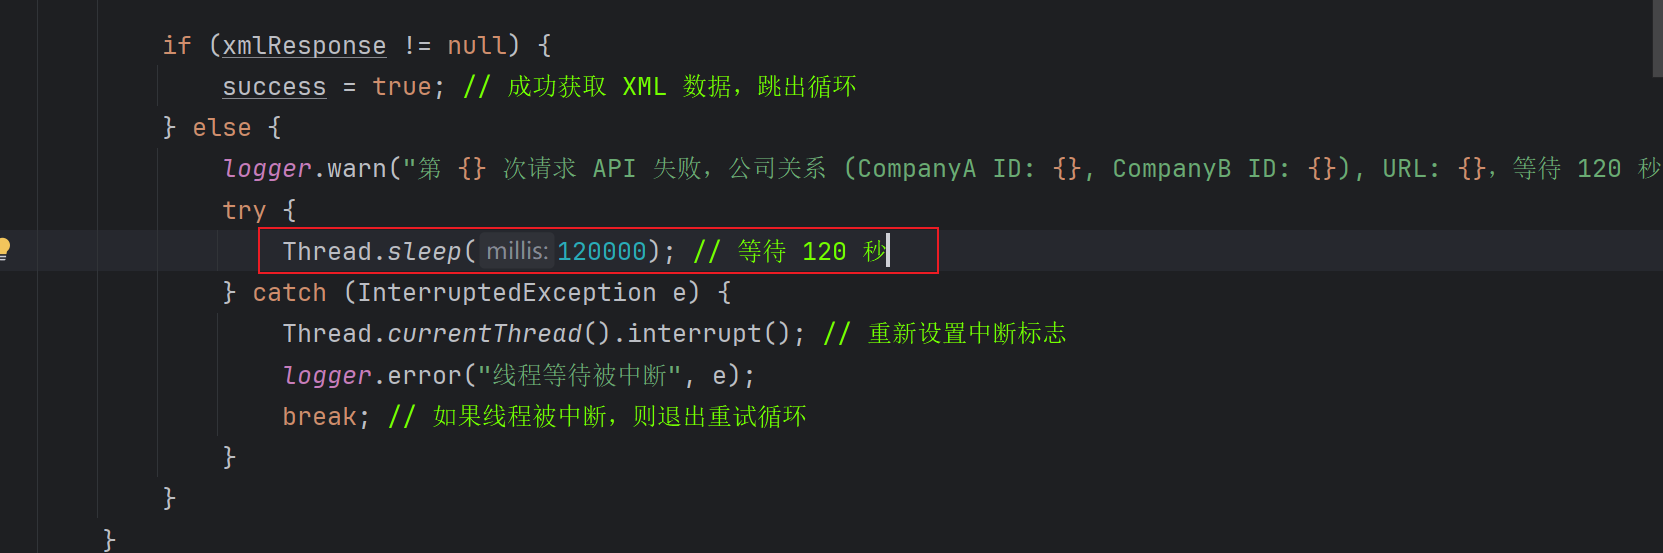 if (xmlResponse != null) {
success = true; // 成功获取 XML 数据，跳出循环
} else {
logger.warn("第 {} 次请求 API 失败，公司关系 (CompanyA ID: {}, CompanyB ID: {}), URL: {}，等待 120 秒
try {
Thread.sleep( millis: 120000); // 等待 120 秒
} catch (InterruptedException e) {
Thread.currentThread().interrupt(); // 重新设置中断标志
logger.error("线程等待被中断", e);
break; // 如果线程被中断，则退出重试循环
}
}
}